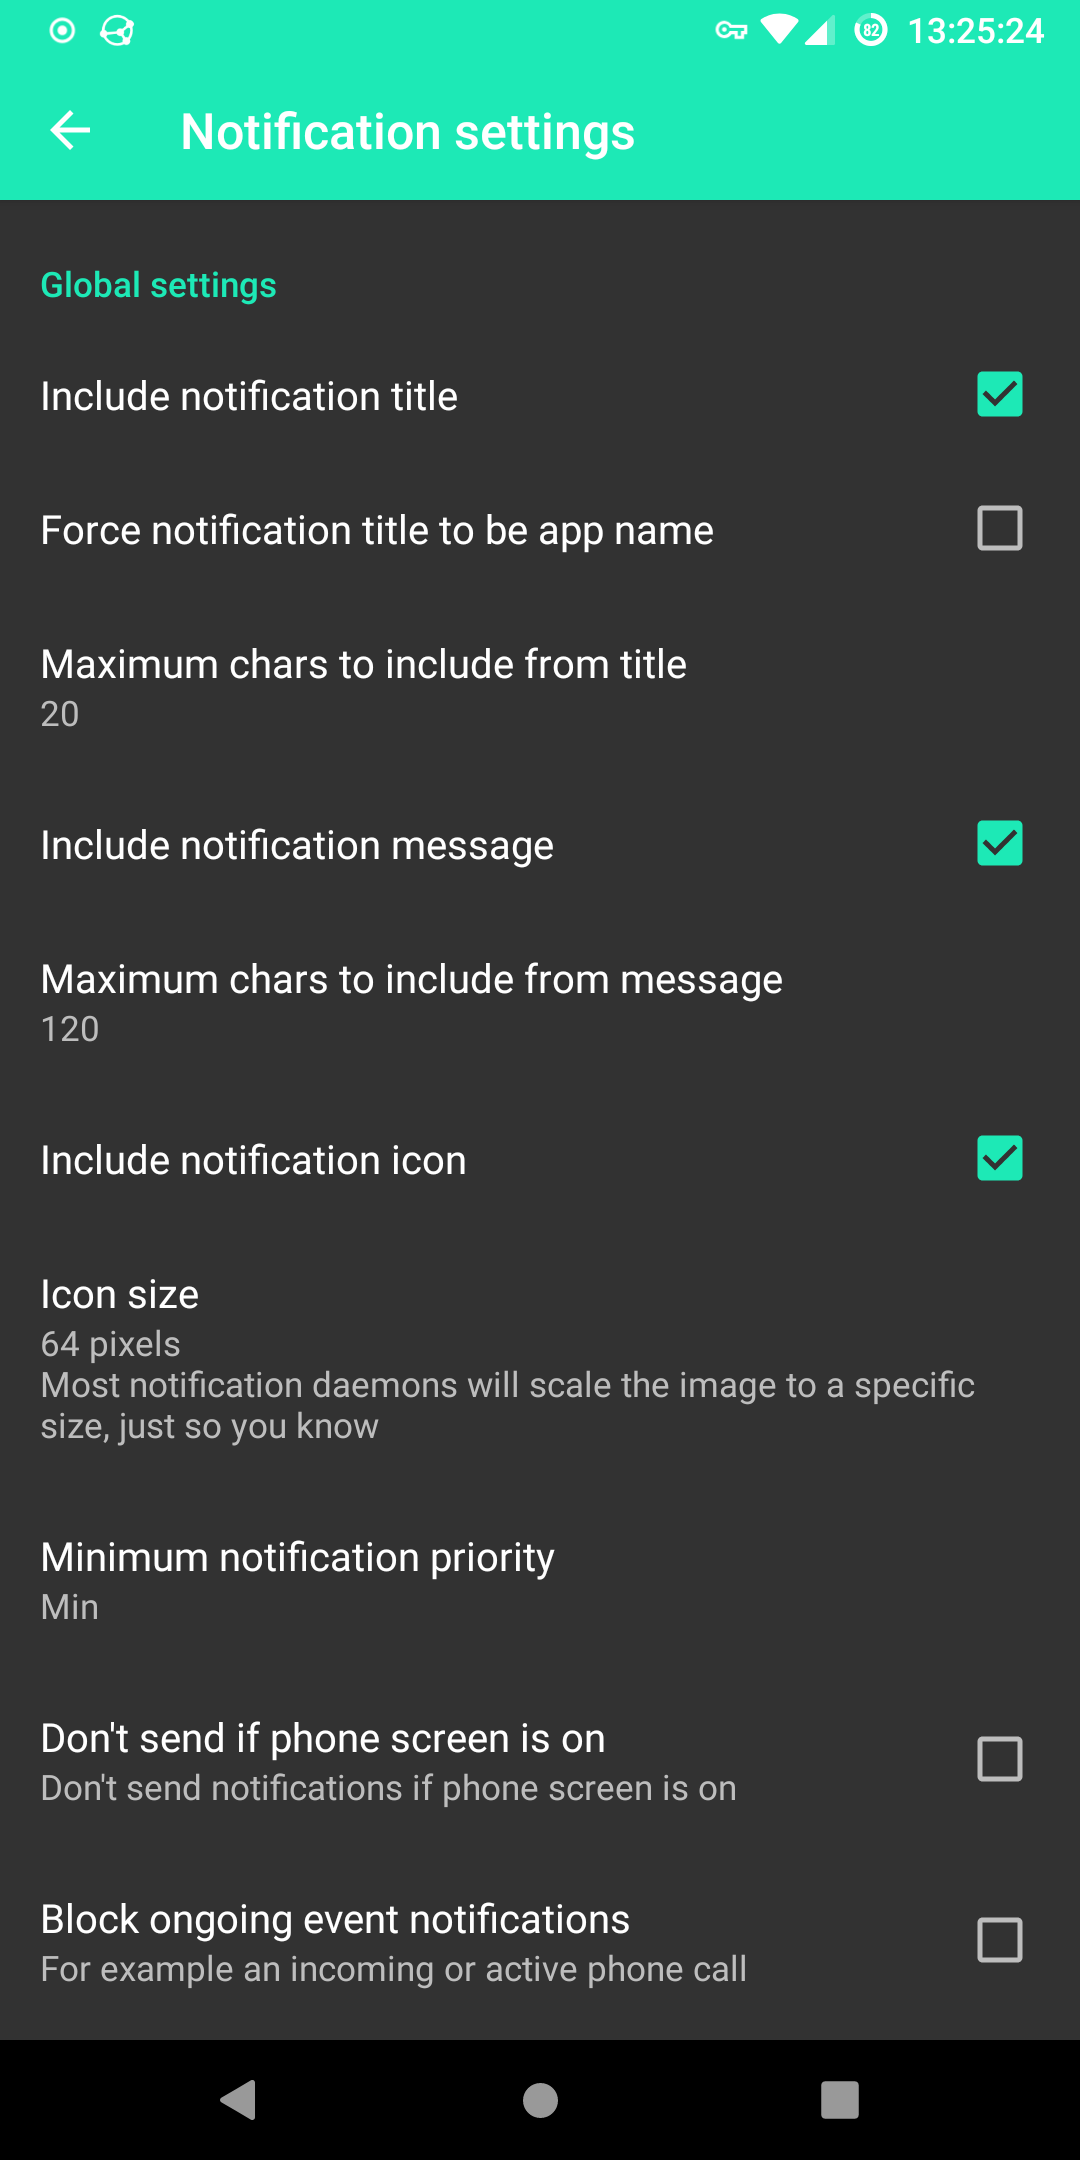 82 13:25:24
Notification settings
Global settings
Include notification title
Force notification title to be app name
Maximum chars to include from title
20
Include notification message
Maximum chars to include from message
120
Include notification icon
Icon size
64 pixels
Most notification daemons will scale the image to a specific
size, just so you know
Minimum notification priority
Min
Don't send if phone screen is on
Don't send notifications if phone screen is on
Block ongoing event notifications
For example an incoming or active phone call